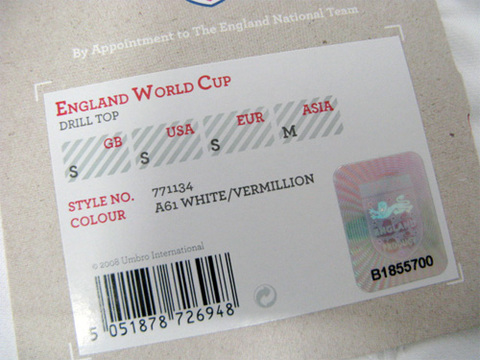 By Appointment to The England National Team
ENGLAND WORLD CUP
DRILL TOP
GB USA EUR ASIA
S S S M
STYLE NO. 771134
COLOUR A61 WHITE/VERMILLION
© 2008 Umbro International
5 051878 726948
ENGLAND
B1855700